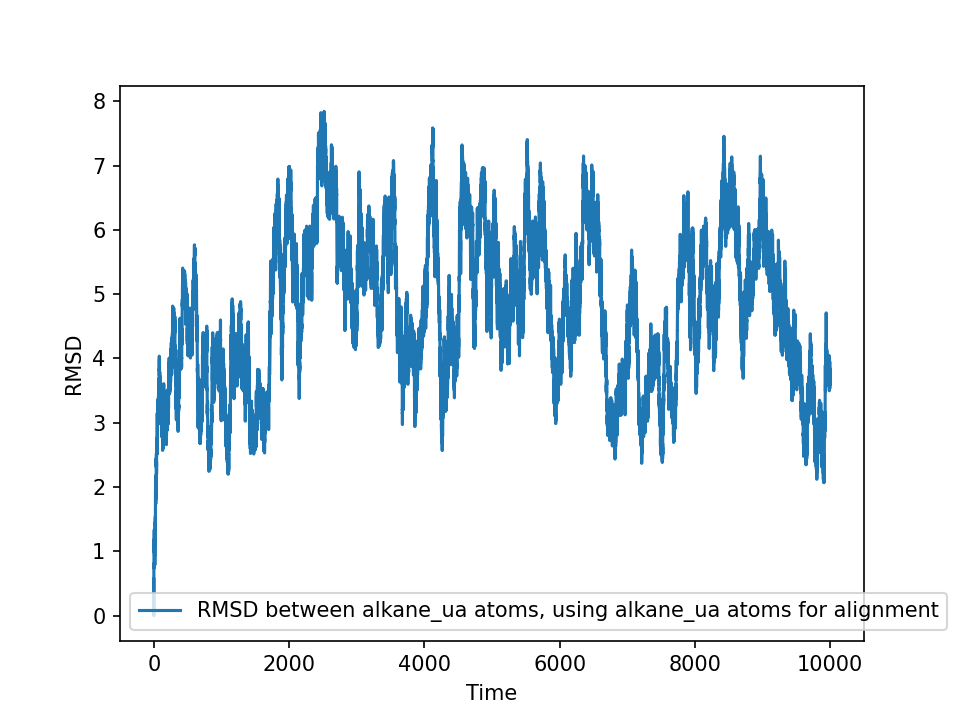 8
7
6
5
4
3
2
1
0
RMSD
RMSD between alkane_ua atoms, using alkane_ua atoms for alignment
0 2000 4000 6000 8000 10000
Time